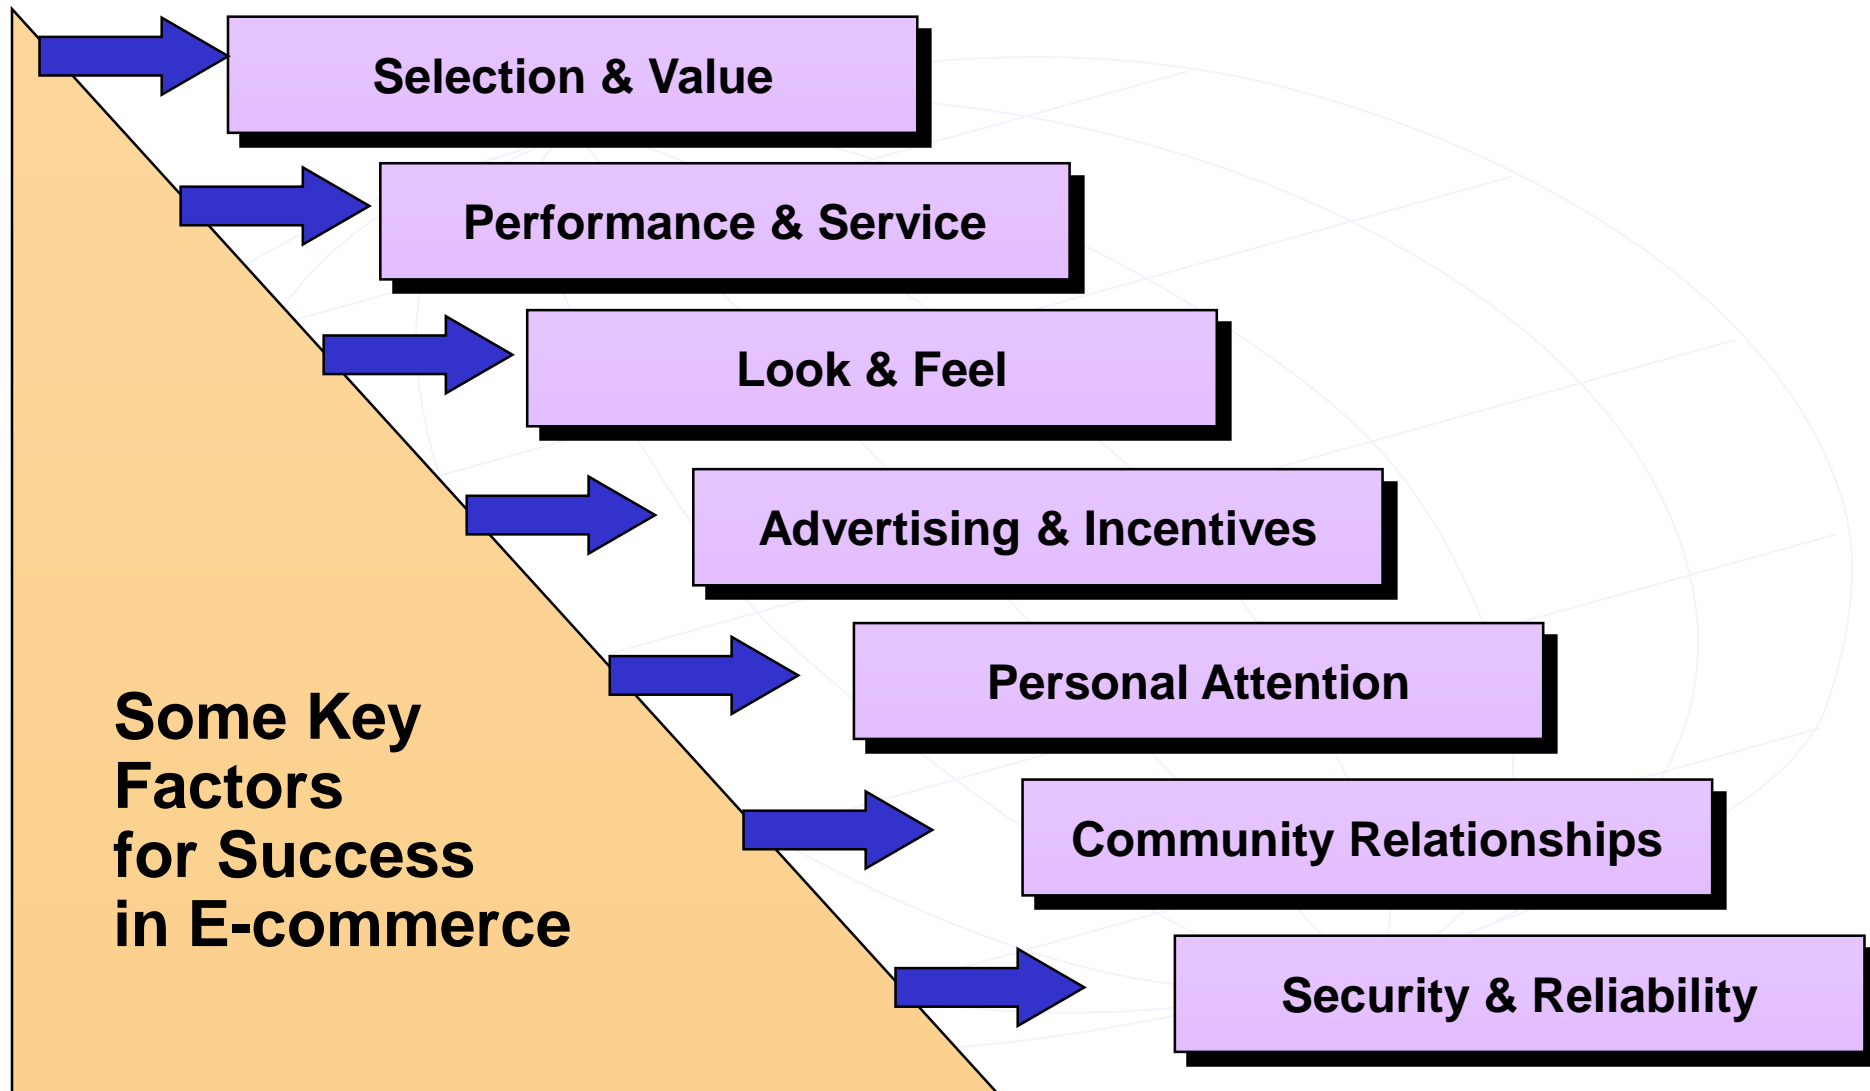 Selection & Value
Performance & Service
Look & Feel
Advertising & Incentives
Personal Attention
Community Relationships
Security & Reliability
Some Key
Factors
for Success
in E-commerce